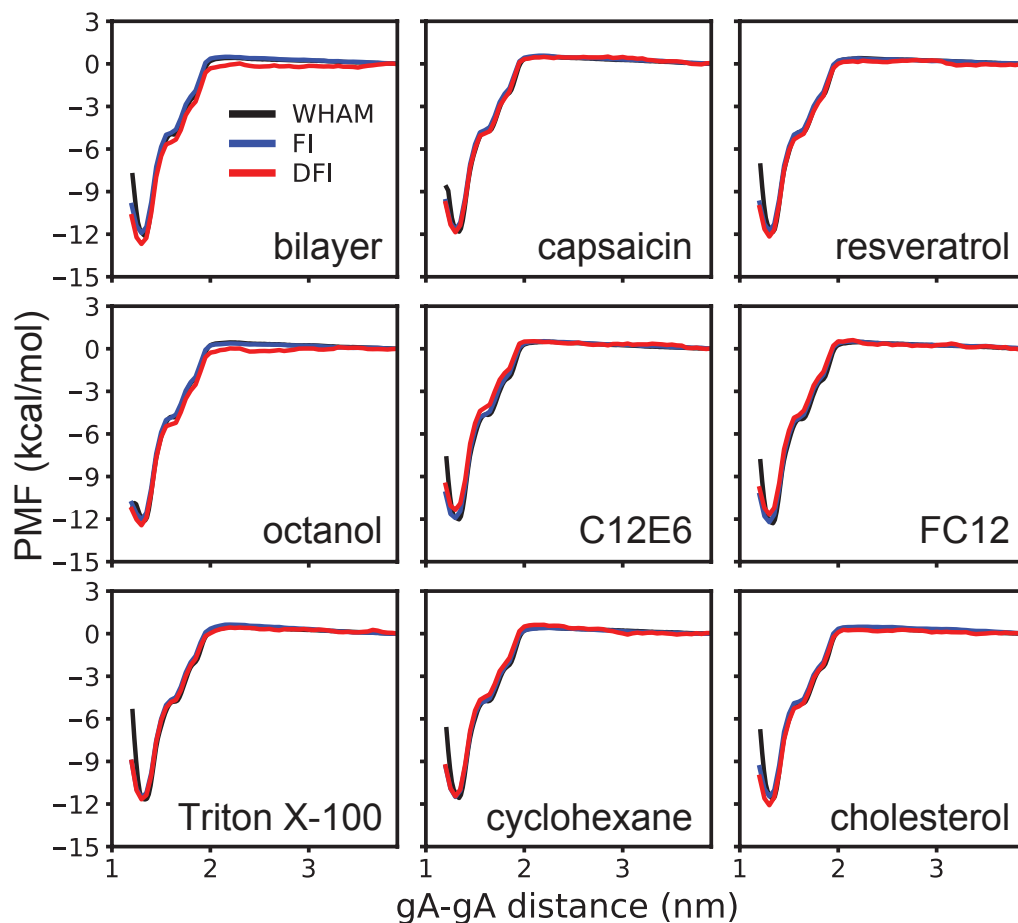 3
0
−3
−6
−9
−12
−15
WHAM
FI
DFI
bilayer
capsaicin
resveratrol
3
0
−3
−6
−9
−12
−15
octanol
C12E6
FC12
3
0
−3
−6
−9
−12
−15
Triton X-100
cyclohexane
cholesterol
1 2 3 1 2 3 1 2 3
PMF (kcal/mol)
gA-gA distance (nm)